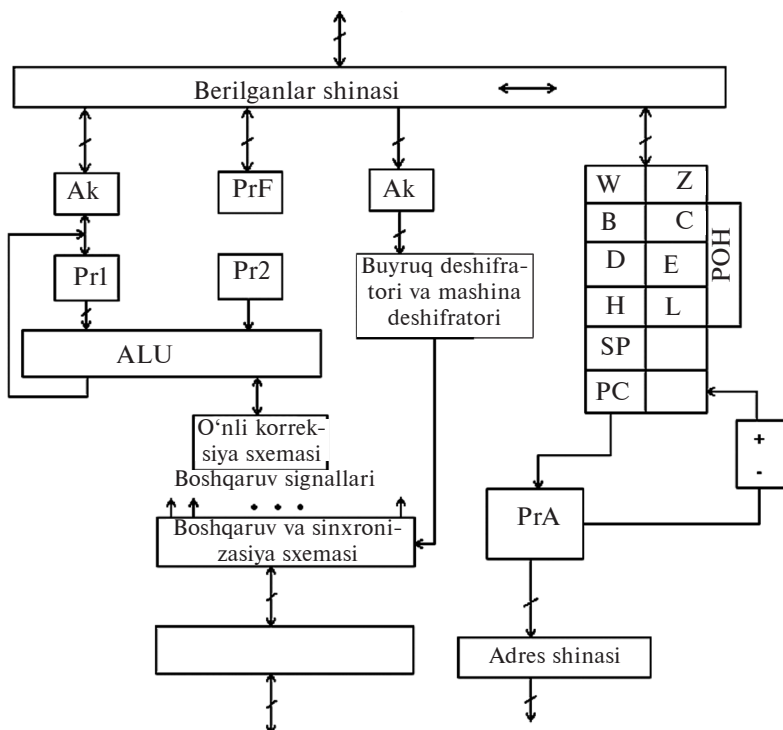 Berilganlar shinasi
Ak
PrF
Ak
W
Z
B
C
D
E
H
L
SP
PC
POH
Pr1
Pr2
Buyruq deshifra-
tori va mashina
deshifratori
ALU
O‘nli korrek-
siya sxemasi
Boshqaruv signallari
• • •
Boshqaruv va sinxroni-
zasiya sxemasi
+
-
PrA
Adres shinasi